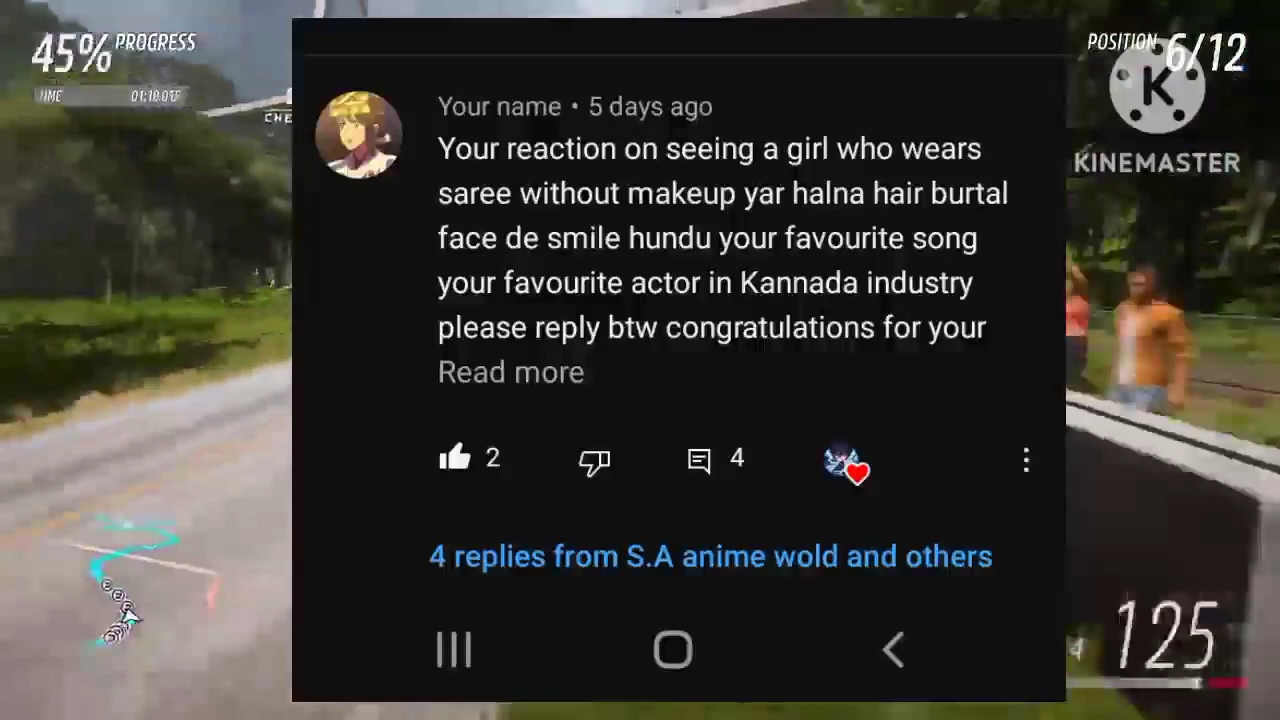 45% PROGRESS
POSITION 6/12
TIME
KINEMASTER
K
Your name • 5 days ago
Your reaction on seeing a girl who wears
saree without makeup yar halna hair burtal
face de smile hundu your favourite song
your favourite actor in Kannada industry
please reply btw congratulations for your
Read more
2
4
4 replies from S.A anime wold and others
4
125